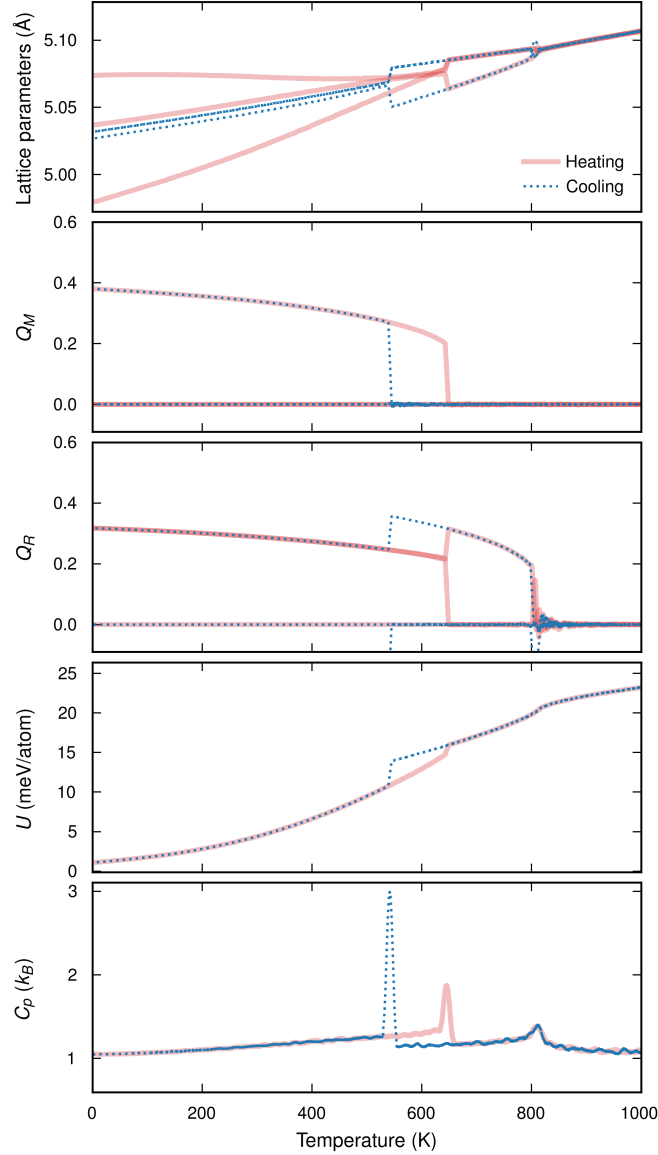 Lattice parameters (Å)
5.10
5.05
5.00
Heating
Cooling
Q_M
0.6
0.4
0.2
0.0
Q_R
0.6
0.4
0.2
0.0
U (meV/atom)
25
20
15
10
5
0
C_p (k_B)
3
2
1
0 200 400 600 800 1000
Temperature (K)